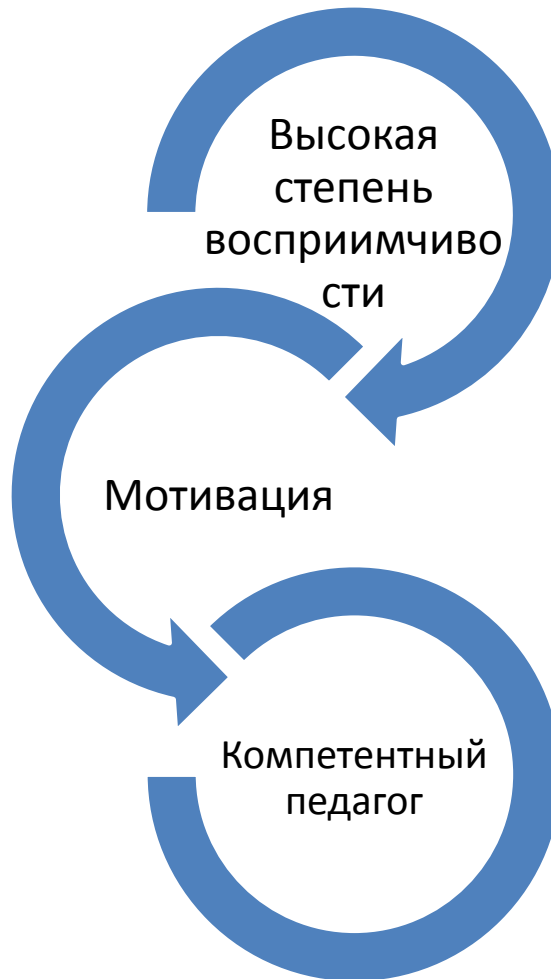 Высокая
степень
восприимчиво
сти
Мотивация
Компетентный
педагог